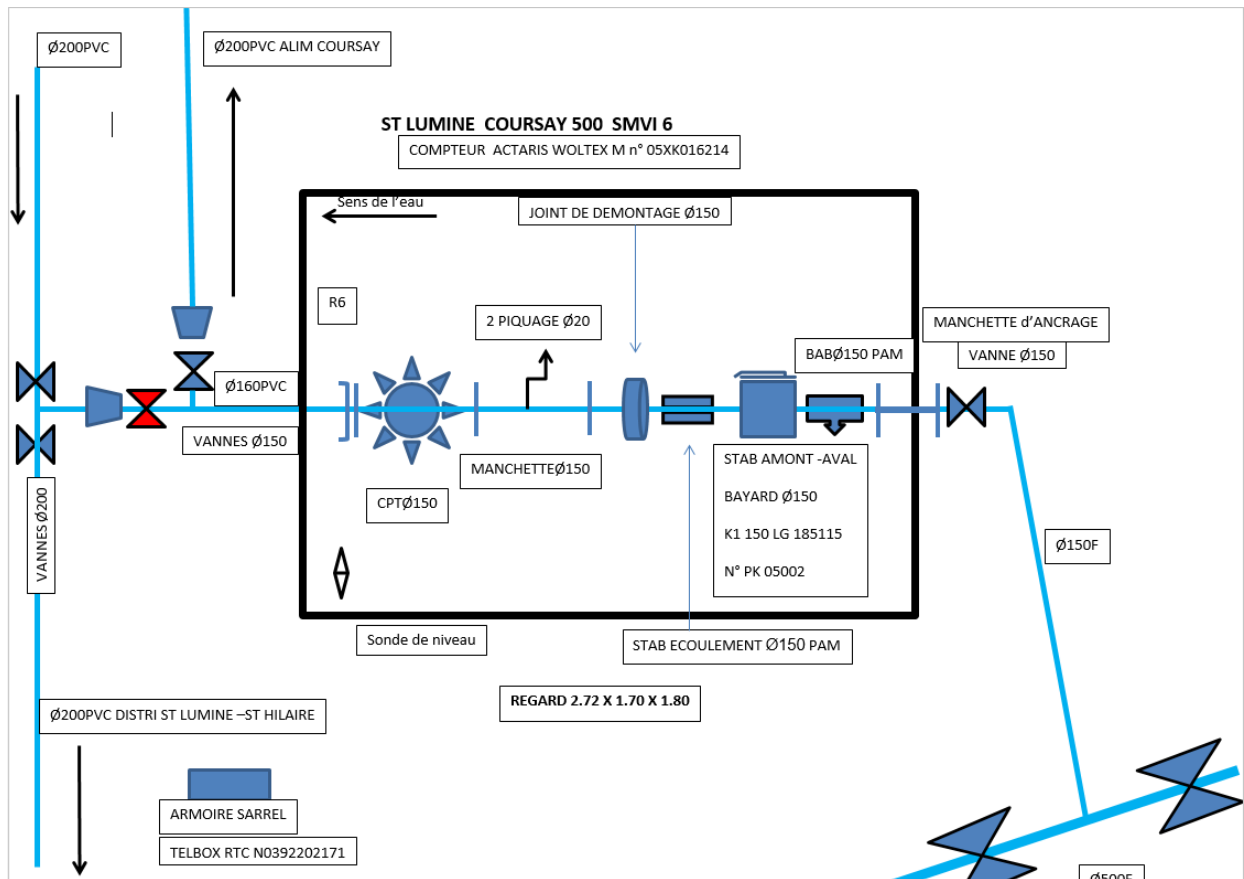 Ø200PVC
Ø200PVC ALIM COURSAY
ST LUMINE COURSAY 500 SMVI 6
COMPTEUR ACTARIS WOLTEX M n° 05XK016214
Sens de l'eau
JOINT DE DEMONTAGE Ø150
R6
2 PIQUAGE Ø20
MANCHETTE d'ANCRAGE
VANNE Ø150
BABØ150 PAM
Ø160PVC
VANNES Ø150
MANCHETTEØ150
CPTØ150
STAB AMONT -AVAL
BAYARD Ø150
K1 150 LG 185115
N° PK 05002
VANNES Ø200
Ø150F
Sonde de niveau
STAB ECOULEMENT Ø150 PAM
REGARD 2.72 X 1.70 X 1.80
Ø200PVC DISTRI ST LUMINE –ST HILAIRE
ARMOIRE SARREL
TELBOX RTC N0392202171
Ø500F